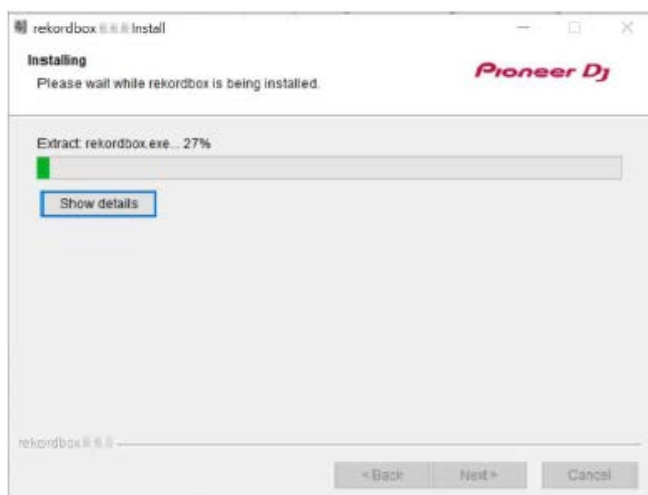 rekordbox Install
Installing
Please wait while rekordbox is being installed.
Pioneer Dj
Extract: rekordbox.exe... 27%
Show details
rekordbox
< Back
Next >
Cancel